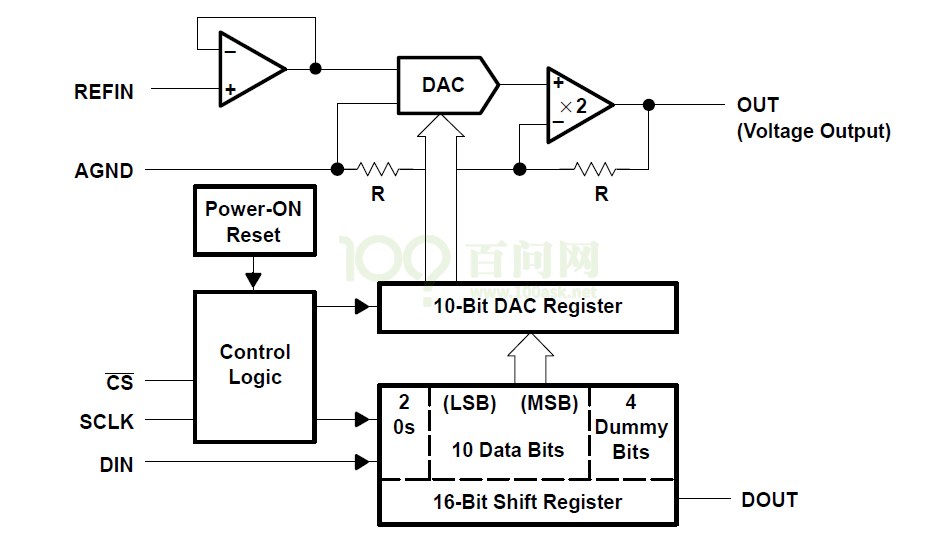 REFIN
−
+
DAC
+
× 2
−
OUT
(Voltage Output)
AGND
R
R
Power-ON
Reset
100?
百问网
www.100ask.net
10-Bit DAC Register
Control
Logic
CS
SCLK
DIN
2
0s
(LSB)
(MSB)
10 Data Bits
4
Dummy
Bits
16-Bit Shift Register
DOUT